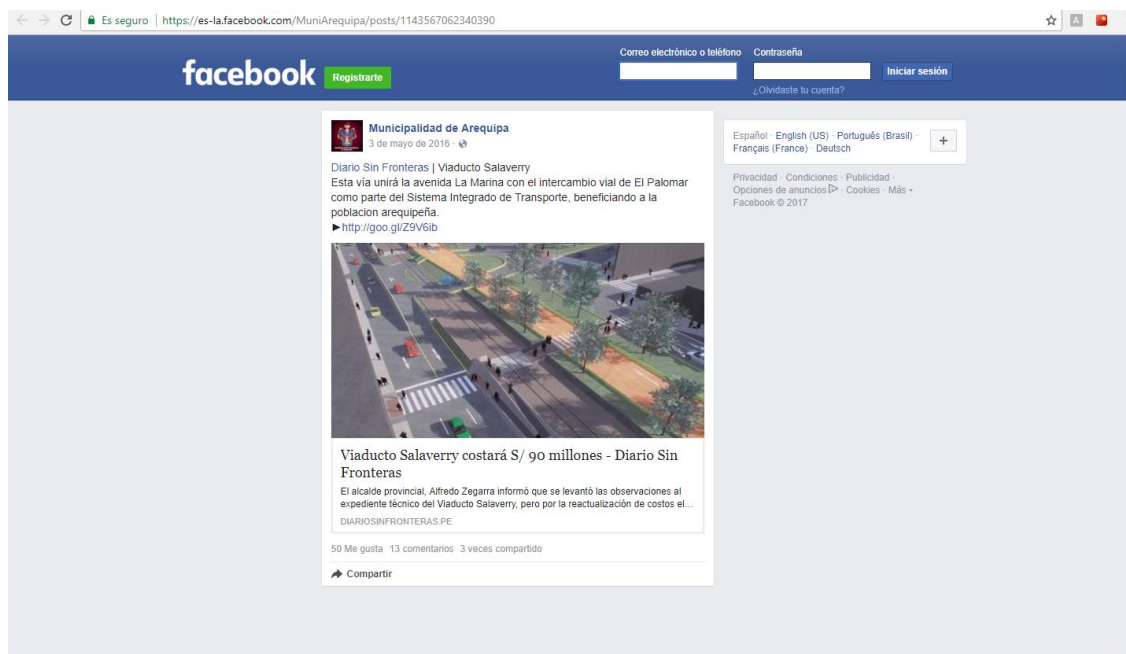 Es seguro | https://es-la.facebook.com/MuniArequipa/posts/1143567062340390
facebook
Registrarte
Correo electrónico o teléfono
Contraseña
Iniciar sesión
¿Olvidaste tu cuenta?
Municipalidad de Arequipa
3 de mayo de 2016 ·
Diario Sin Fronteras | Viaducto Salaverry
Esta vía unirá la avenida La Marina con el intercambio vial de El Palomar
como parte del Sistema Integrado de Transporte, beneficiando a la
poblacion arequipeña.
►http://goo.gl/Z9V6ib
Viaducto Salaverry costará S/ 90 millones - Diario Sin
Fronteras
El alcalde provincial, Alfredo Zegarra informó que se levantó las observaciones al
expediente técnico del Viaducto Salaverry, pero por la reactualización de costos el...
DIARIOSINFRONTERAS.PE
50 Me gusta 13 comentarios 3 veces compartido
Compartir
Español · English (US) · Português (Brasil) ·
Français (France) · Deutsch
+
Privacidad · Condiciones · Publicidad ·
Opciones de anuncios · Cookies · Más
Facebook © 2017